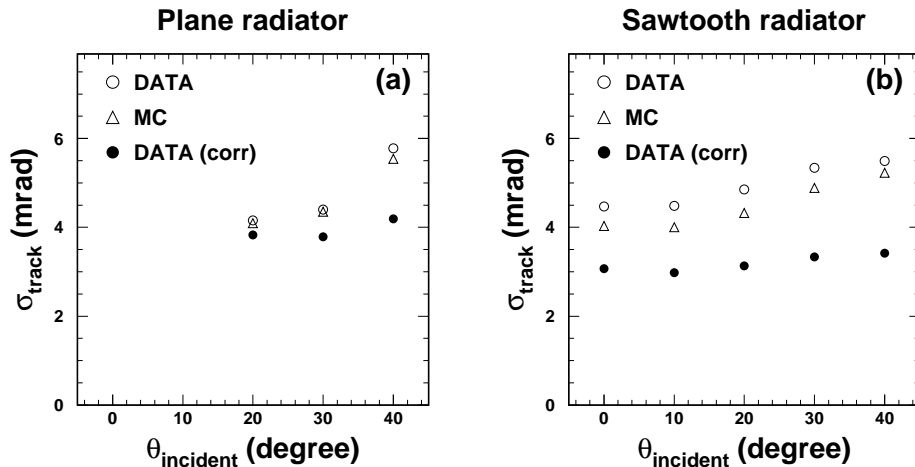 Plane radiator
(a)
DATA
MC
DATA (corr)
σtrack (mrad)
6
4
2
0
0 10 20 30 40
θincident (degree)
Sawtooth radiator
(b)
DATA
MC
DATA (corr)
σtrack (mrad)
6
4
2
0
0 10 20 30 40
θincident (degree)